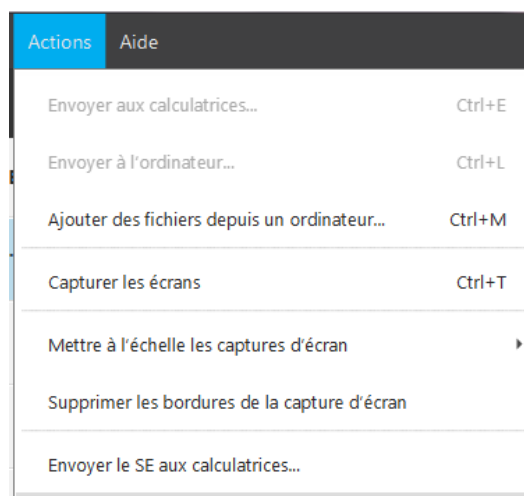 Actions Aide
Envoyer aux calculatrices... Ctrl+E
Envoyer à l'ordinateur... Ctrl+L
Ajouter des fichiers depuis un ordinateur... Ctrl+M
Capturer les écrans Ctrl+T
Mettre à l'échelle les captures d'écran
Supprimer les bordures de la capture d'écran
Envoyer le SE aux calculatrices...